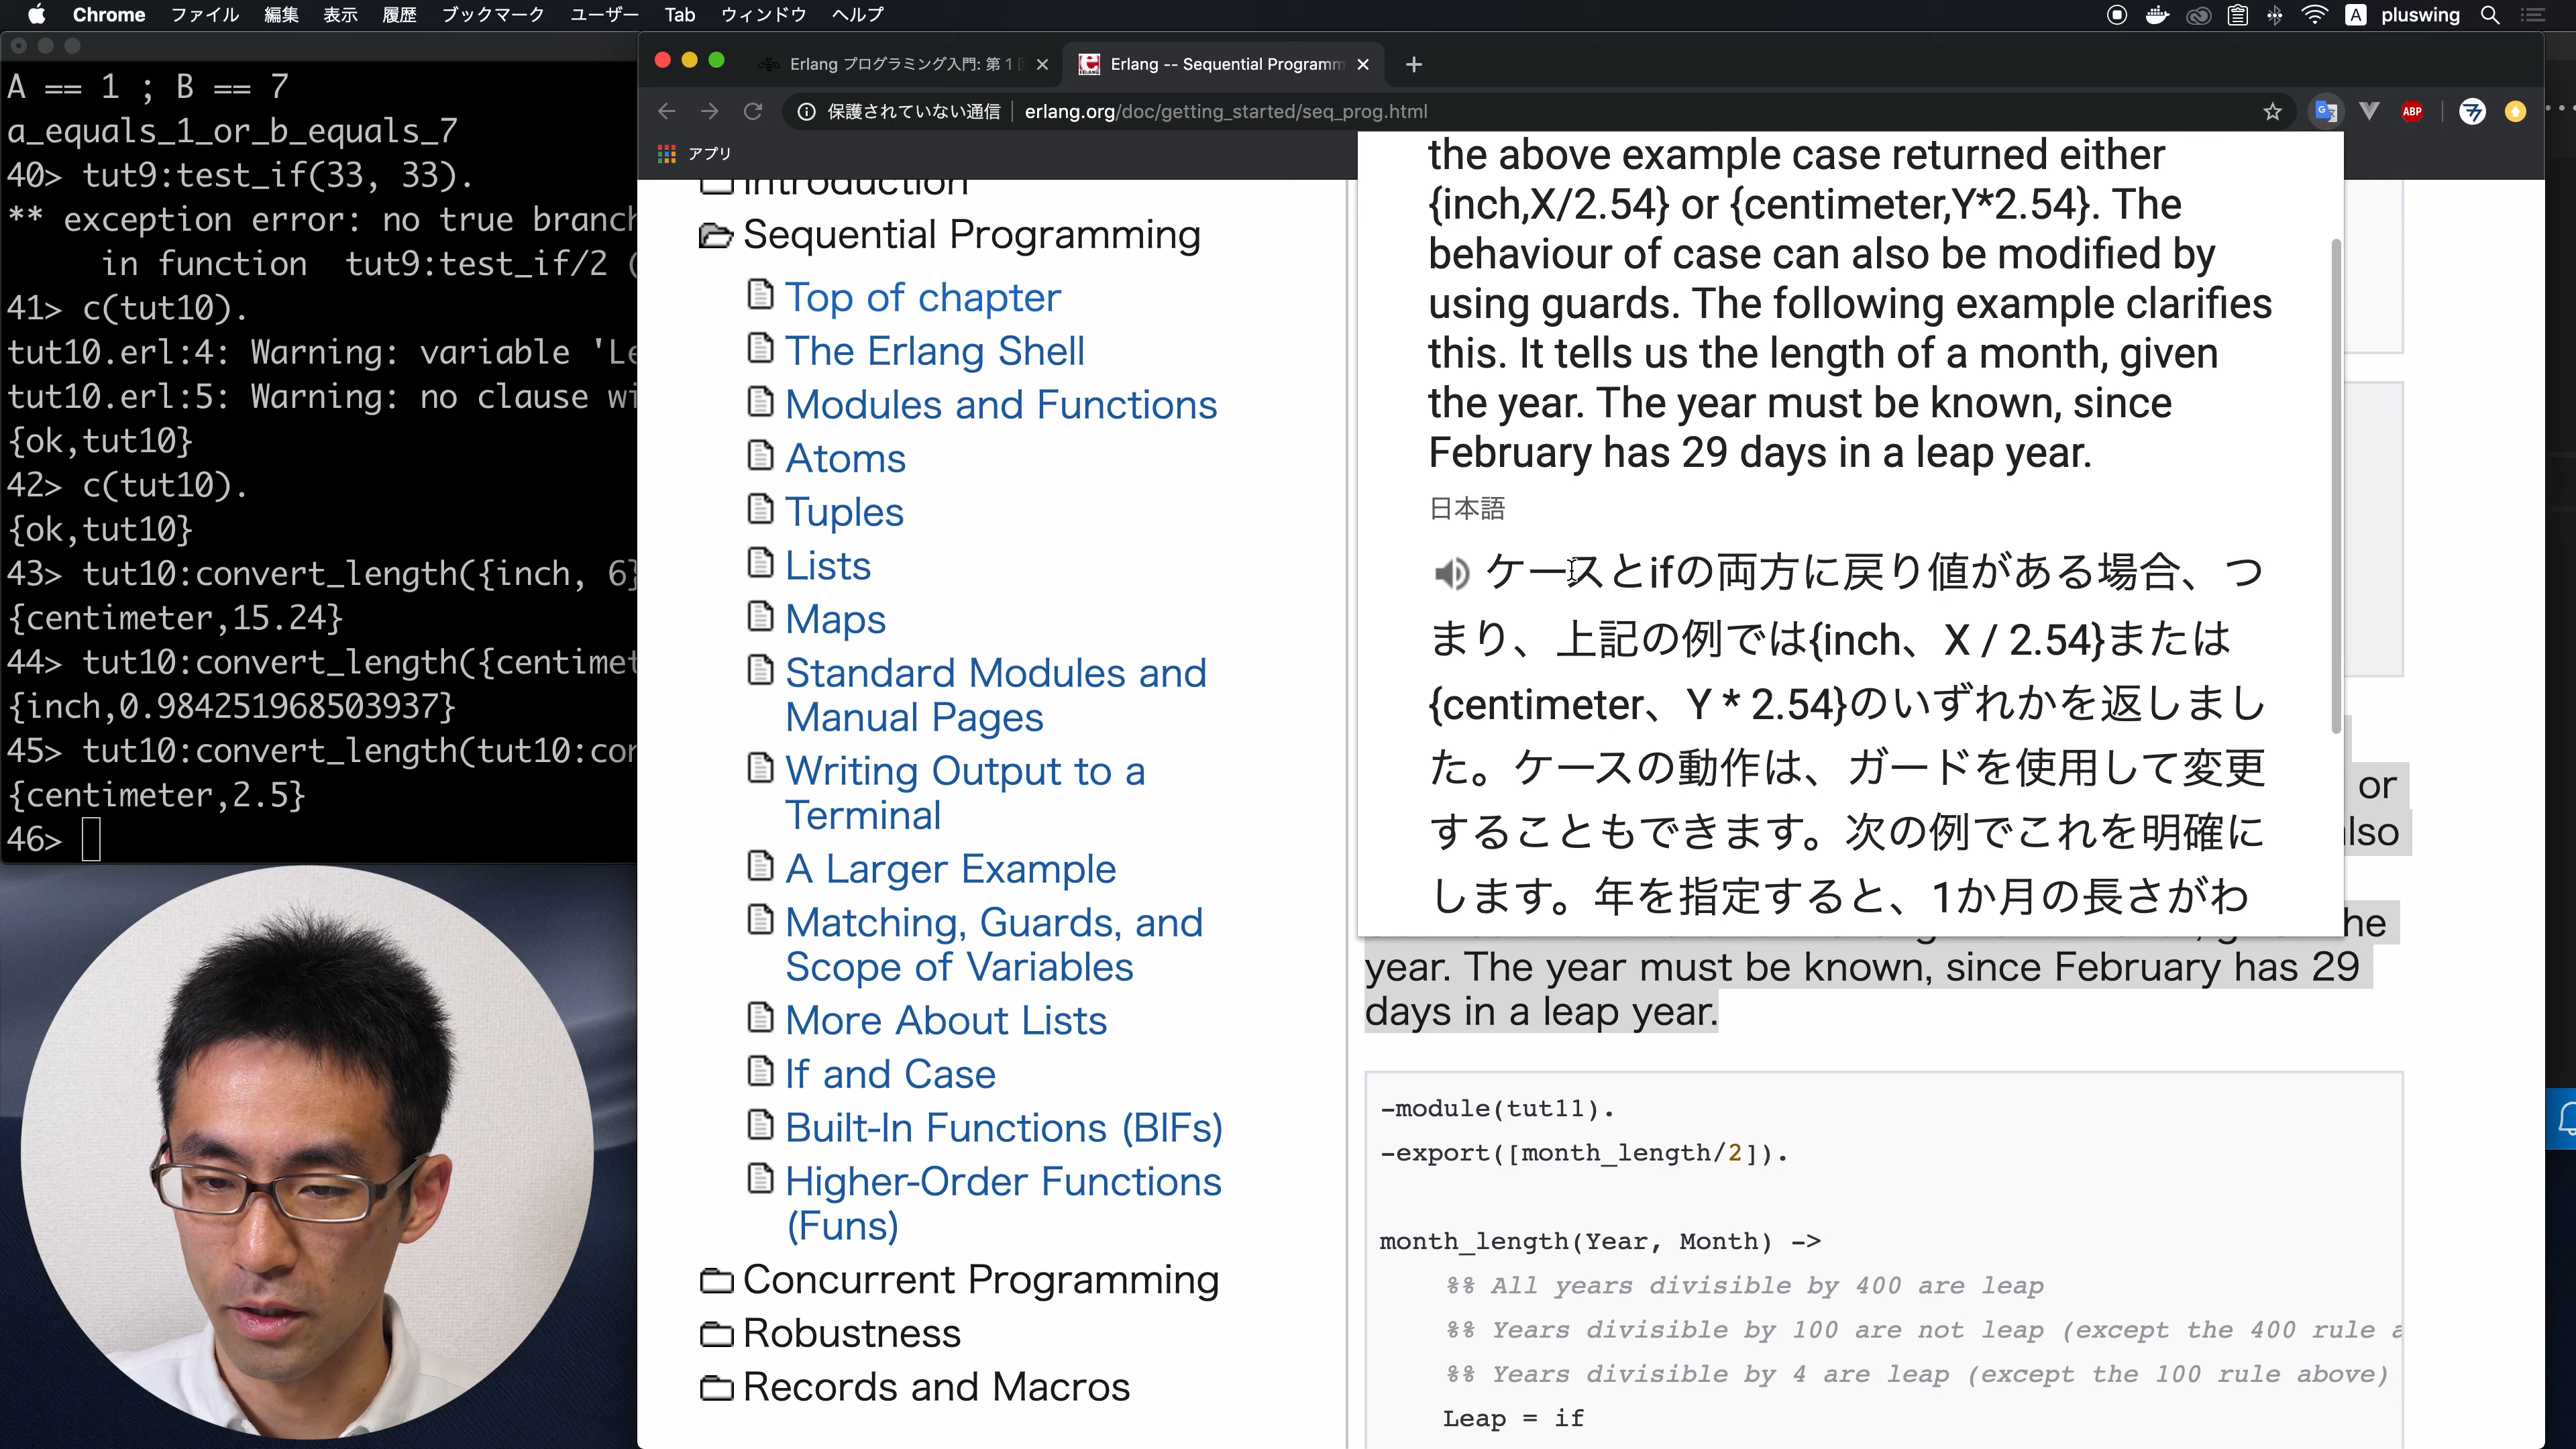 Chrome ファイル 編集 表示 履歴 ブックマーク ユーザー Tab ウィンドウ ヘルプ
A pluswing
A == 1 ; B == 7
a_equals_1_or_b_equals_7
40> tut9:test_if(33, 33).
** exception error: no true branch
in function tut9:test_if/2 (
41> c(tut10).
tut10.erl:4: Warning: variable 'Le
tut10.erl:5: Warning: no clause wi
{ok,tut10}
42> c(tut10).
{ok,tut10}
43> tut10:convert_length({inch, 6}
{centimeter,15.24}
44> tut10:convert_length({centimet
{inch,0.984251968503937}
45> tut10:convert_length(tut10:con
{centimeter,2.5}
46>
Erlang プログラミング入門: 第 1
Erlang -- Sequential Programm
保護されていない通信 erlang.org/doc/getting_started/seq_prog.html
ABP
アプリ
Introduction
Sequential Programming
Top of chapter
The Erlang Shell
Modules and Functions
Atoms
Tuples
Lists
Maps
Standard Modules and
Manual Pages
Writing Output to a
Terminal
A Larger Example
Matching, Guards, and
Scope of Variables
More About Lists
If and Case
Built-In Functions (BIFs)
Higher-Order Functions
(Funs)
Concurrent Programming
Robustness
Records and Macros
the above example case returned either
{inch,X/2.54} or {centimeter,Y*2.54}. The
behaviour of case can also be modified by
using guards. The following example clarifies
this. It tells us the length of a month, given
the year. The year must be known, since
February has 29 days in a leap year.
日本語
ケースとifの両方に戻り値がある場合、つ
まり、上記の例では{inch、X / 2.54}または
{centimeter、Y * 2.54}のいずれかを返しまし
た。ケースの動作は、ガードを使用して変更
することもできます。次の例でこれを明確に
します。年を指定すると、1か月の長さがわ
or
also
the
year. The year must be known, since February has 29
days in a leap year.
-module(tut11).
-export([month_length/2]).
month_length(Year, Month) ->
%% All years divisible by 400 are leap
%% Years divisible by 100 are not leap (except the 400 rule a
%% Years divisible by 4 are leap (except the 100 rule above)
Leap = if